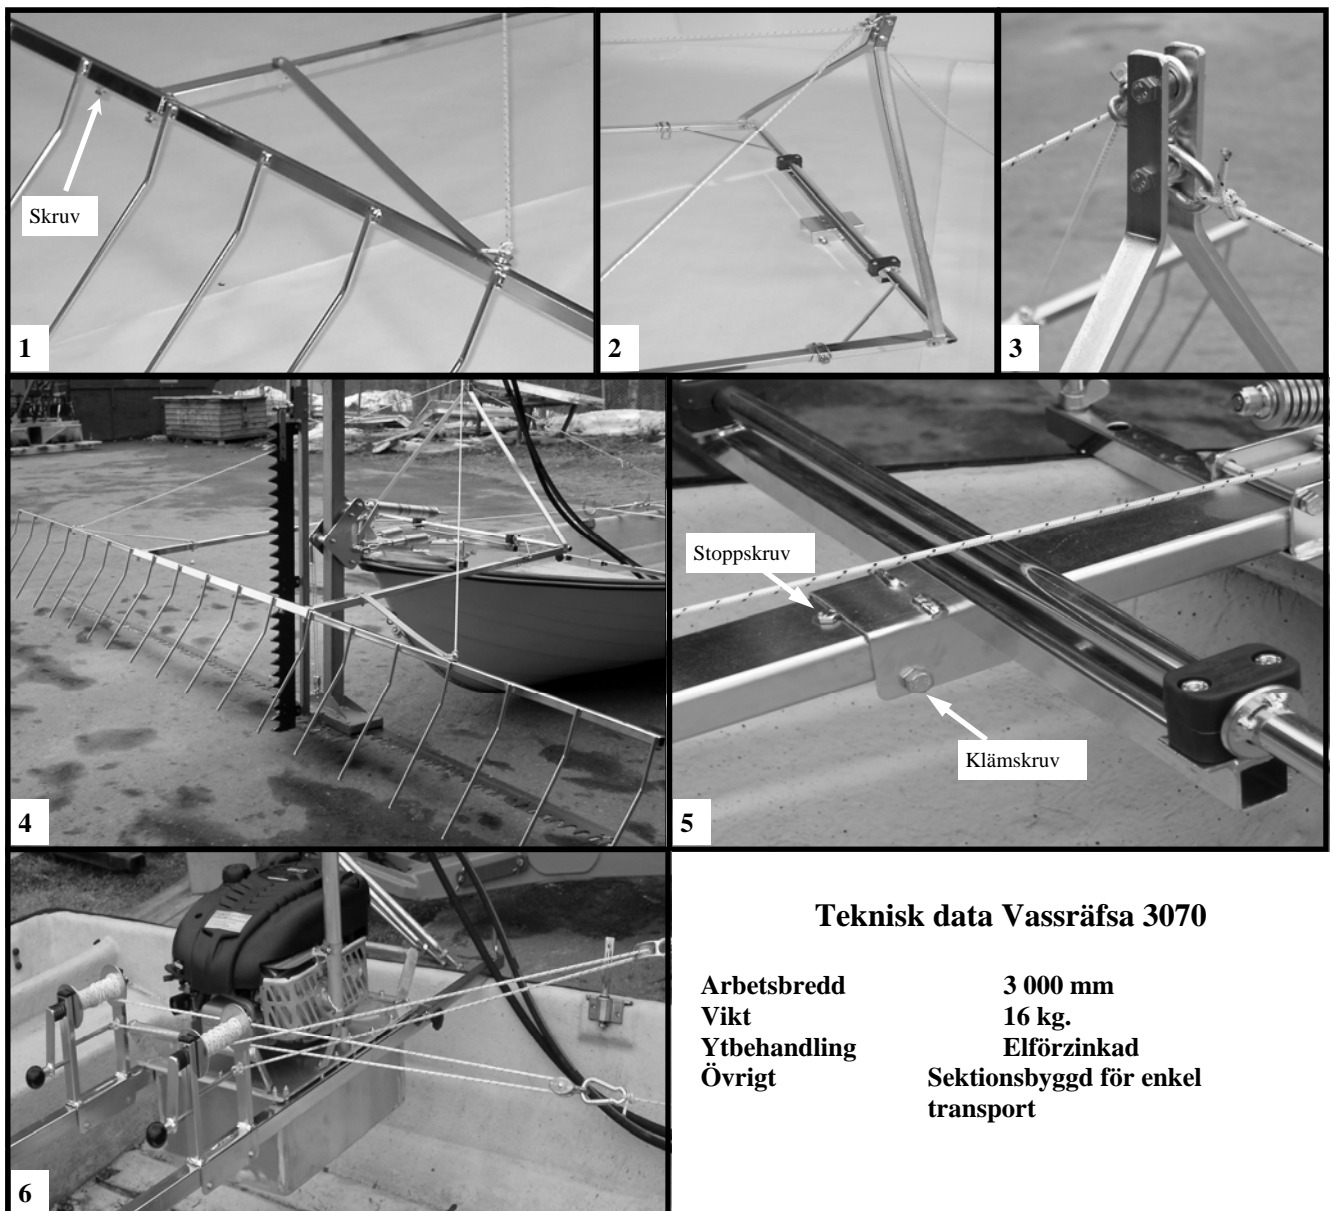 Skruv
1
2
3
Stoppskruv
Klämskruv
4
5
6
Teknisk data Vassräfsa 3070
Arbetsbredd 3 000 mm
Vikt 16 kg.
Ytbehandling Elförzinkad
Övrigt Sektionsbyggd för enkel
transport